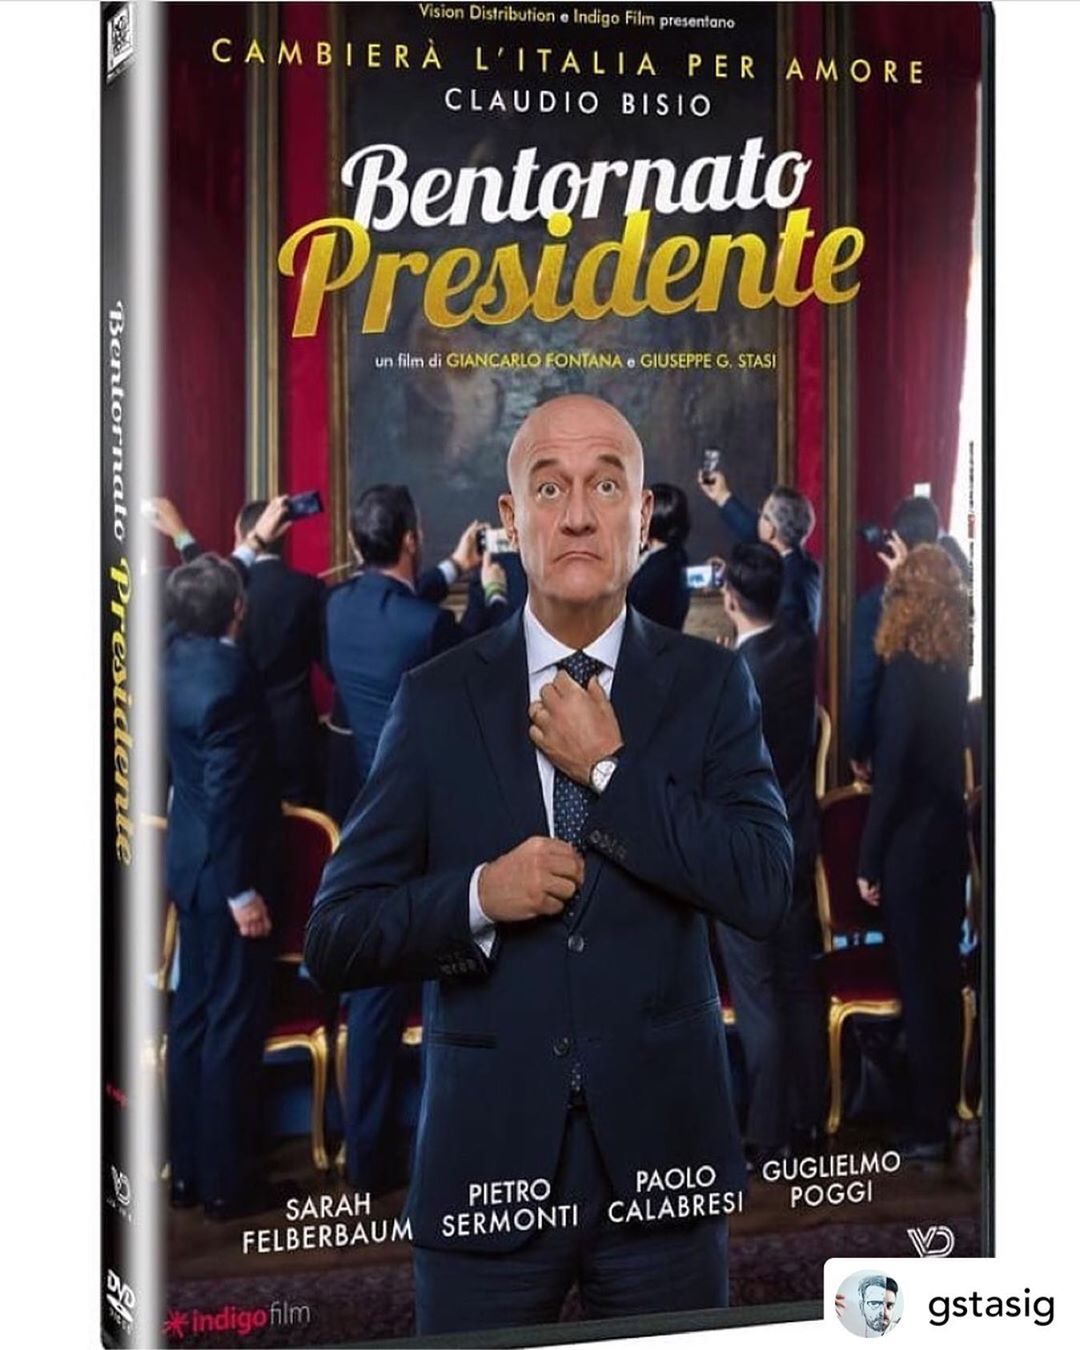 Vision Distribution e Indigo Film presentano
CAMBIERÀ L'ITALIA PER AMORE
CLAUDIO BISIO
Bentornato
Presidente
un film di GIANCARLO FONTANA e GIUSEPPE G. STASI
Bentornato Presidente
SARAH
FELBERBAUM
PIETRO
SERMONTI
PAOLO
CALABRESI
GUGLIELMO
POGGI
VD
indigofilm
DVD
gstasig